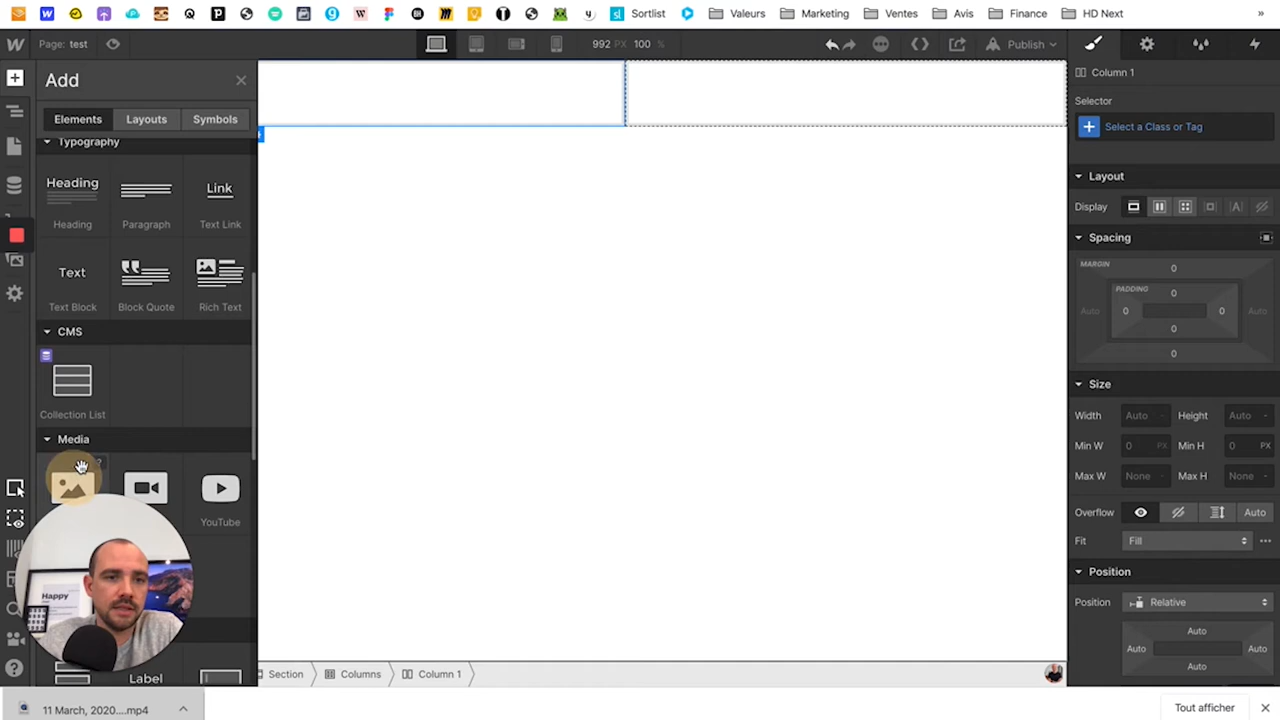 Sortlist
Valeurs
Marketing
Ventes
Avis
Finance
HD Next
»
Page: test
992 PX 100 %
Publish
Add
Elements
Layouts
Symbols
Typography
Heading
Link
Heading
Paragraph
Text Link
Text
Text Block
Block Quote
Rich Text
CMS
Collection List
Media
YouTube
Label
Happy
Section
Columns
Column 1
Column 1
Selector
Select a Class or Tag
Layout
Display
Spacing
MARGIN
0
PADDING
0
Auto
0
0
Auto
0
0
Size
Width
Auto
-
Height
Auto
-
Min W
0
PX
Min H
0
PX
Max W
None
-
Max H
None
-
Overflow
Auto
Fit
Fill
Position
Position
Relative
Auto
Auto
Auto
Auto
11 March, 2020....mp4
Tout afficher